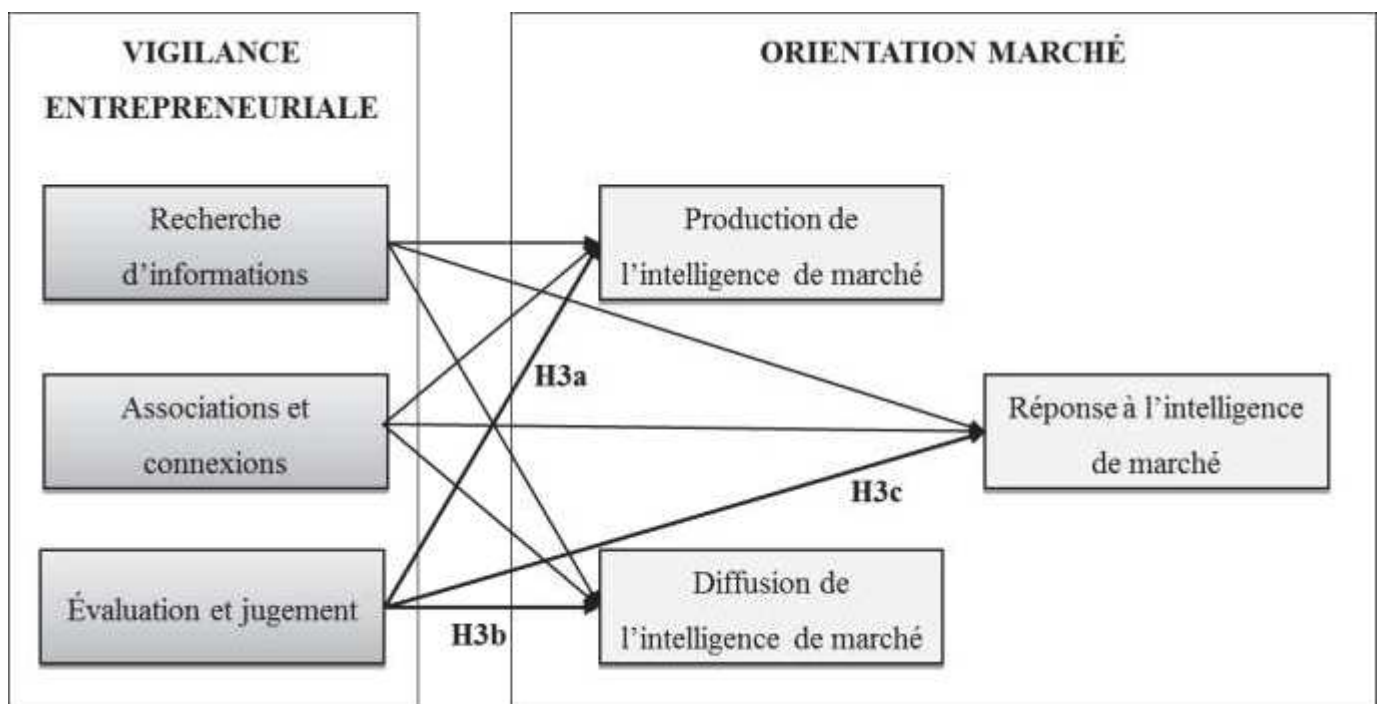 VIGILANCE
ENTREPRENEURIALE
ORIENTATION MARCHÉ
Recherche
d’informations
Production de
l’intelligence de marché
H3a
Associations et
connexions
Réponse à l’intelligence
de marché
H3c
Évaluation et jugement
H3b
Diffusion de
l’intelligence de marché